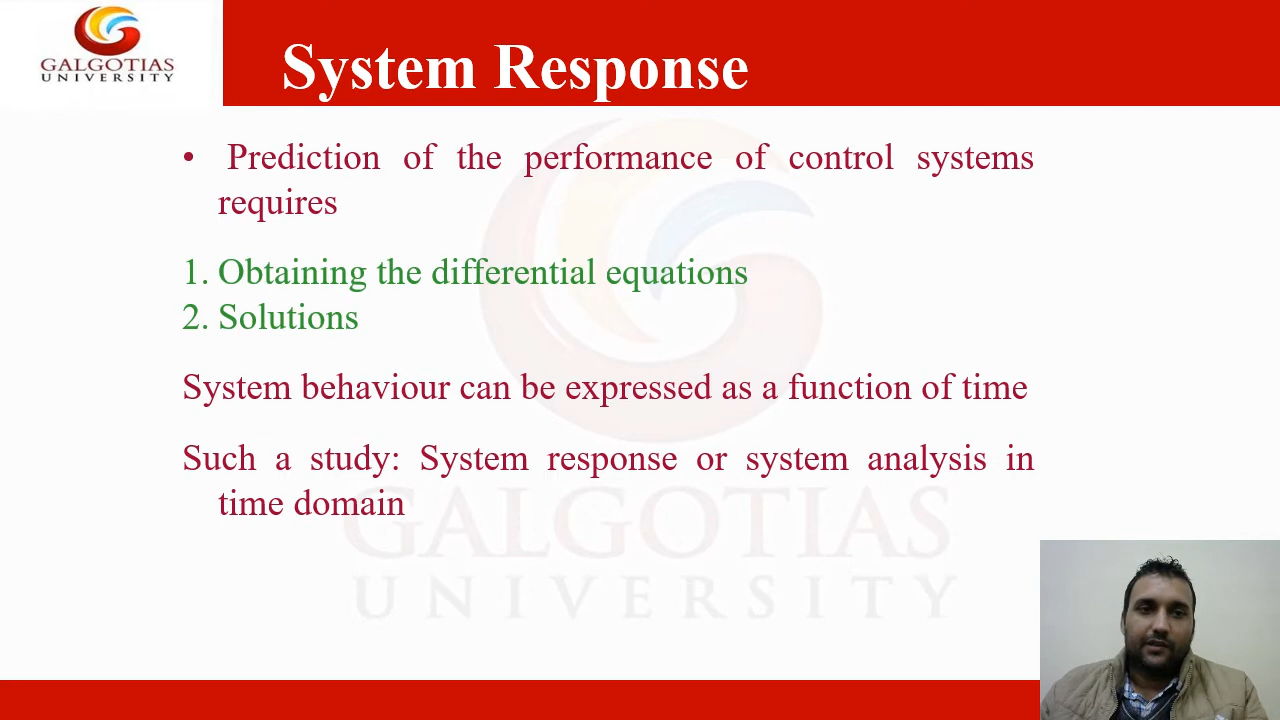 GALGOTIAS
UNIVERSITY
System Response
• Prediction of the performance of control systems
requires
1. Obtaining the differential equations
2. Solutions
System behaviour can be expressed as a function of time
Such a study: System response or system analysis in
time domain
GALGOTIAS
UNIVERSITY